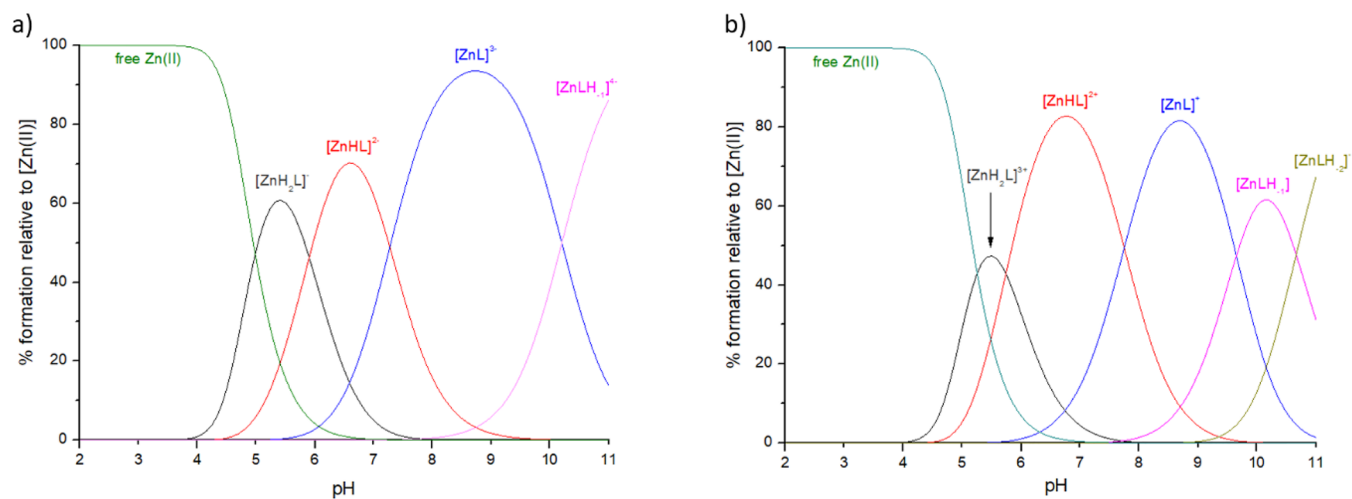 a)
% formation relative to [Zn(II)]
100
80
60
40
20
0
free Zn(II)
[ZnH₂L]⁻
[ZnHL]²⁻
[ZnL]³⁻
[ZnLH₋₁]⁴⁻
2 3 4 5 6 7 8 9 10 11
pH
b)
% formation relative to [Zn(II)]
100
80
60
40
20
0
free Zn(II)
[ZnH₂L]³⁺
[ZnHL]²⁺
[ZnL]⁺
[ZnLH₋₁]
[ZnLH₋₂]⁻
2 3 4 5 6 7 8 9 10 11
pH